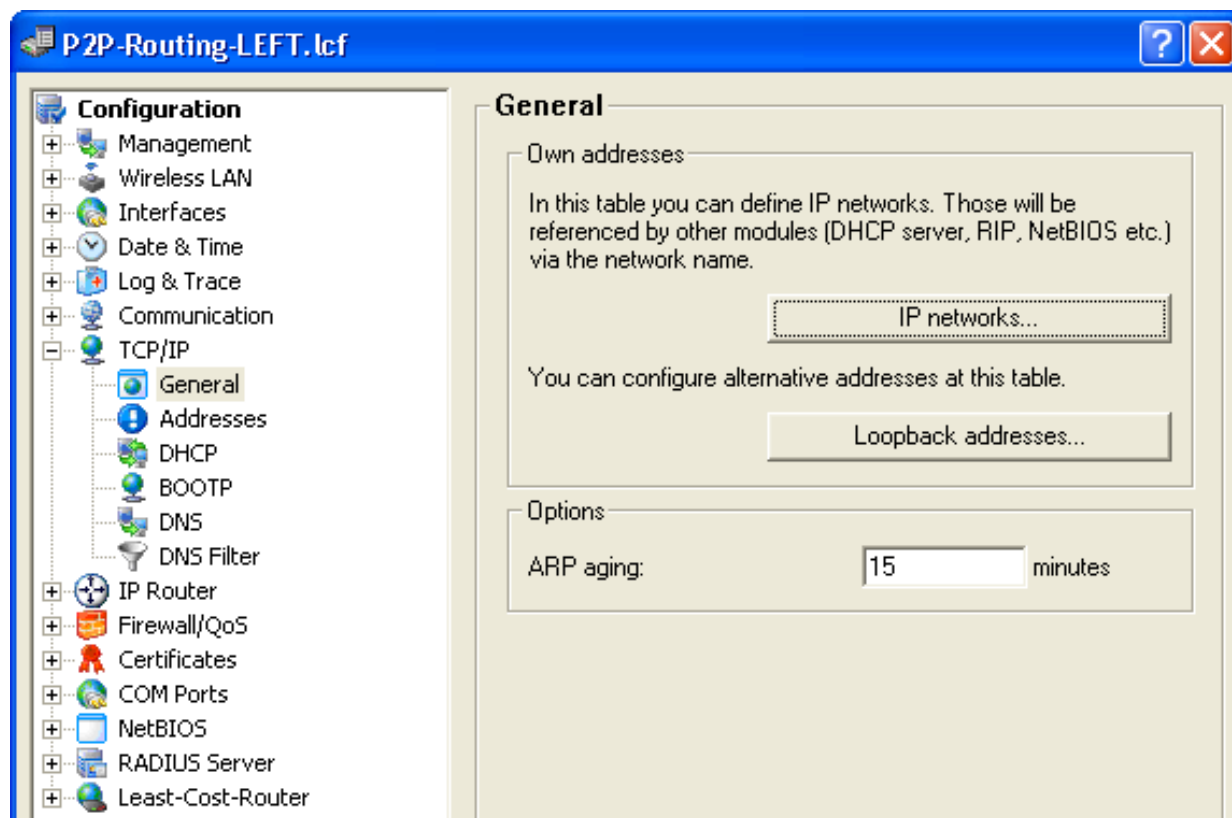 P2P-Routing-LEFT.lcf
Configuration
Management
Wireless LAN
Interfaces
Date & Time
Log & Trace
Communication
TCP/IP
General
Addresses
DHCP
BOOTP
DNS
DNS Filter
IP Router
Firewall/QoS
Certificates
COM Ports
NetBIOS
RADIUS Server
Least-Cost-Router
General
Own addresses
In this table you can define IP networks. Those will be
referenced by other modules (DHCP server, RIP, NetBIOS etc.)
via the network name.
IP networks...
You can configure alternative addresses at this table.
Loopback addresses...
Options
ARP aging: 15 minutes